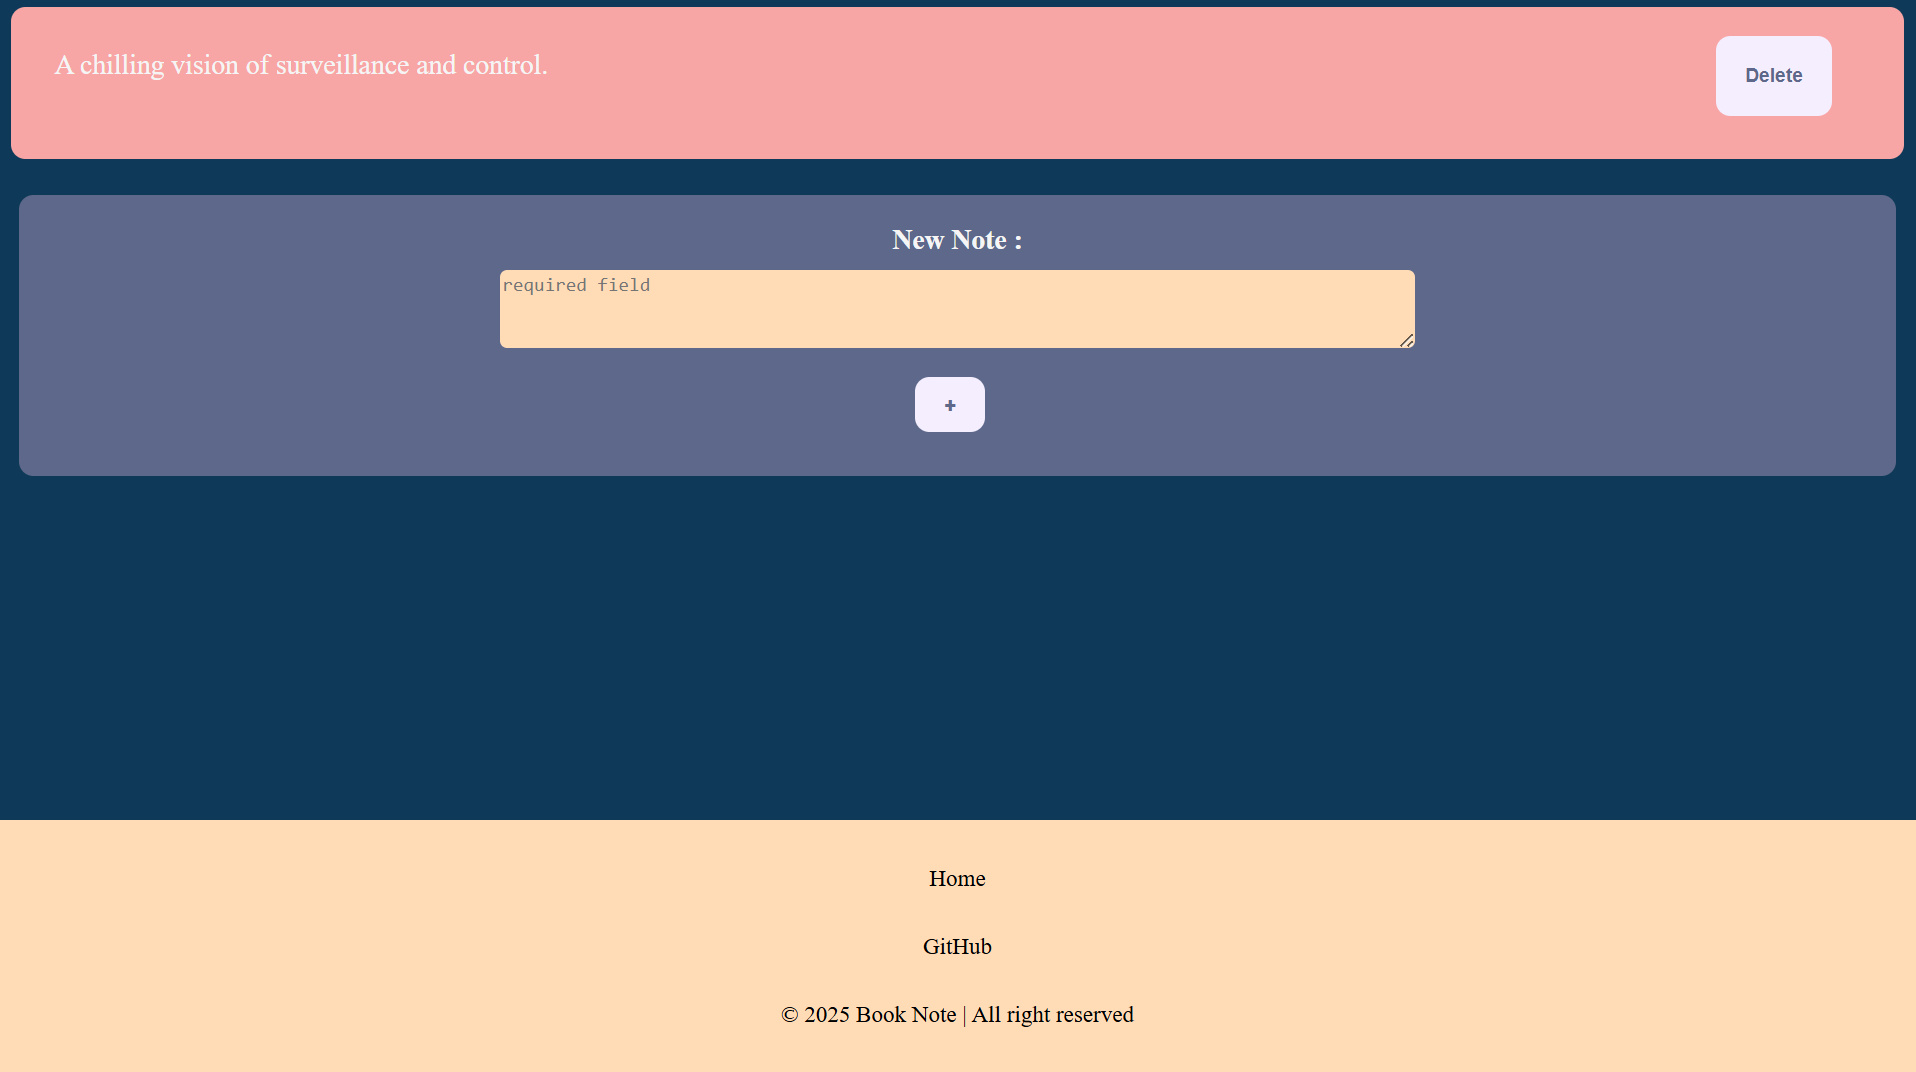 A chilling vision of surveillance and control.
Delete
New Note :
required field
+
Home
GitHub
© 2025 Book Note | All right reserved